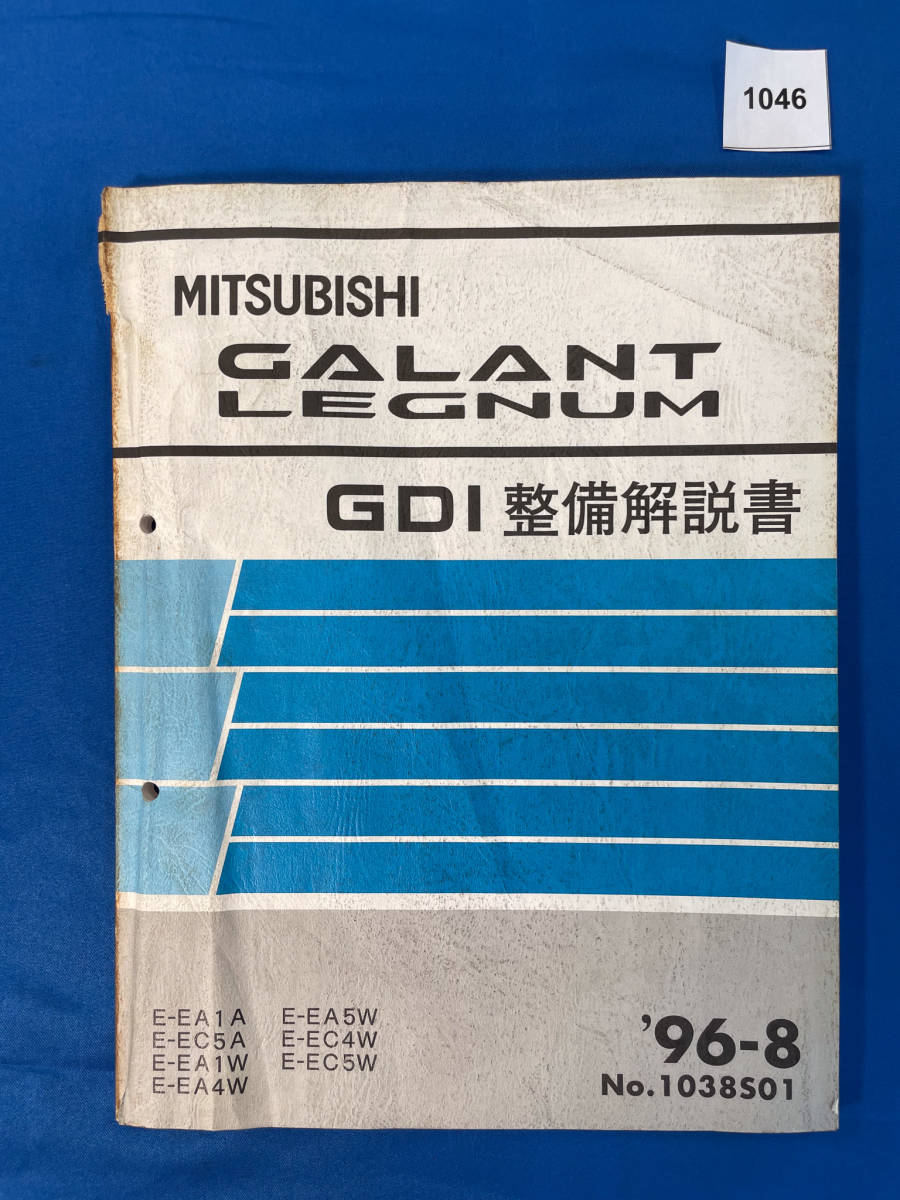 1046
MITSUBISHI
GALANT
LEGNUM
GDI 整備解説書
E-EA1A E-EA5W
E-EC5A E-EC4W
E-EA1W E-EC5W
E-EA4W
'96-8
No.1038S01